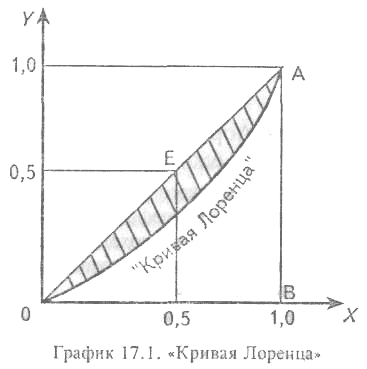 Y
1,0
A
E
0,5
"Кривая Лоренца"
B
0
0,5
1,0
X
График 17.1. «Кривая Лоренца»